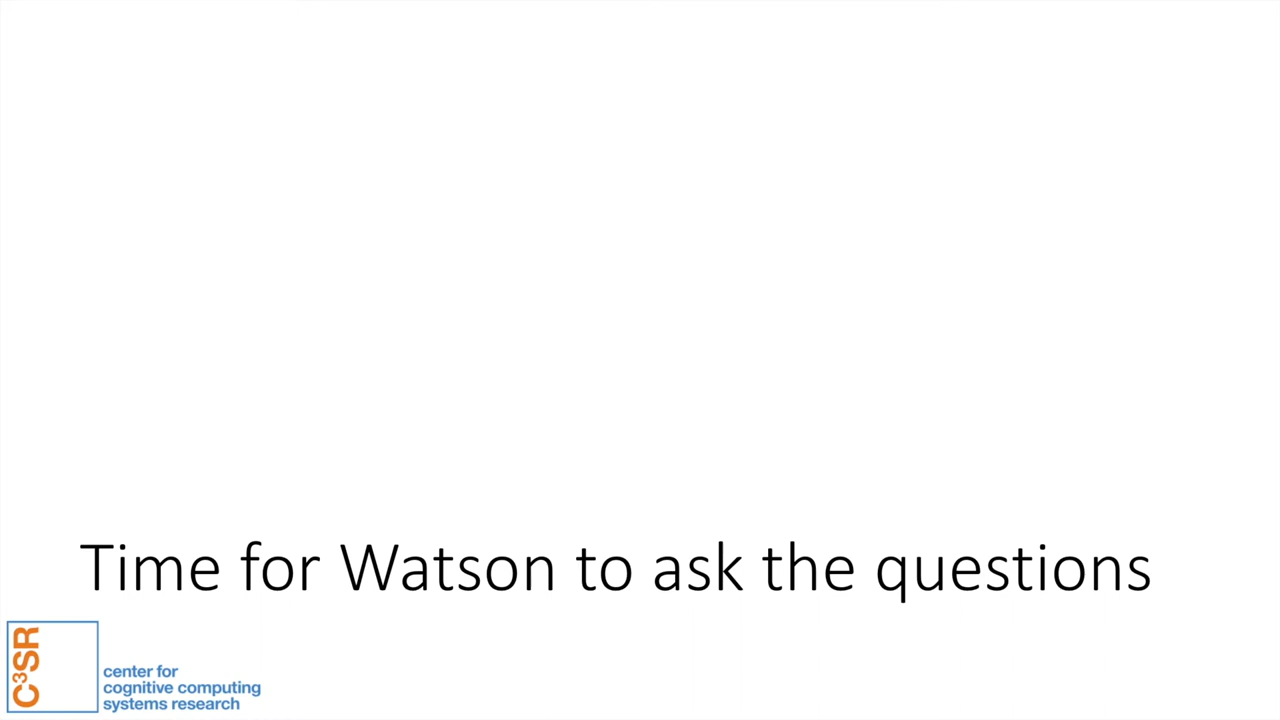 Time for Watson to ask the questions
C³SR
center for
cognitive computing
systems research